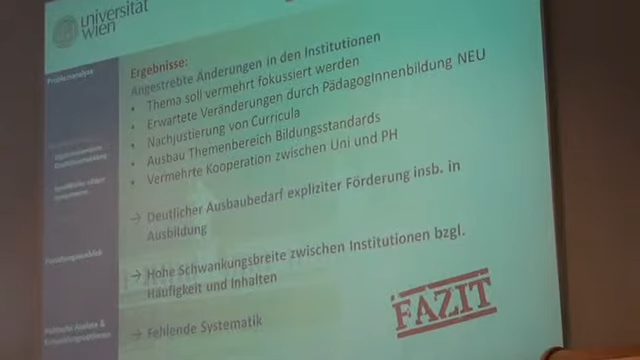 universität
wien
Ergebnisse:
Angestrebte Änderungen in den Institutionen
• Thema soll vermehrt fokussiert werden
• Erwartete Veränderungen durch PädagogInnenbildung NEU
• Nachjustierung von Curricula
• Ausbau Themenbereich Bildungsstandards
• Vermehrte Kooperation zwischen Uni und PH
→ Deutlicher Ausbaubedarf expliziter Förderung insb. in
Ausbildung
→ Hohe Schwankungsbreite zwischen Institutionen bzgl.
Häufigkeit und Inhalten
→ Fehlende Systematik
FAZIT